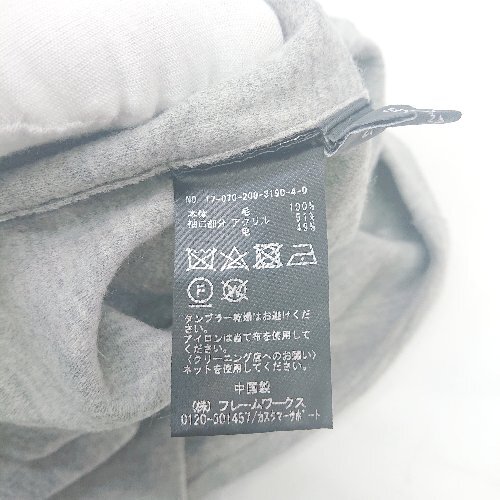 NO 17-070-200-3190-4-0
本体 毛 100%
袖口部分 アクリル 51%
毛 49%
F W
タンブラー乾燥はお避けくだ
さい。
アイロンは当て布を使用して
ください。
〈クリーニング店へのお願い〉
ネットを使用してください。
中国製
(株) フレームワークス
0120-301457/カスタマーサポート